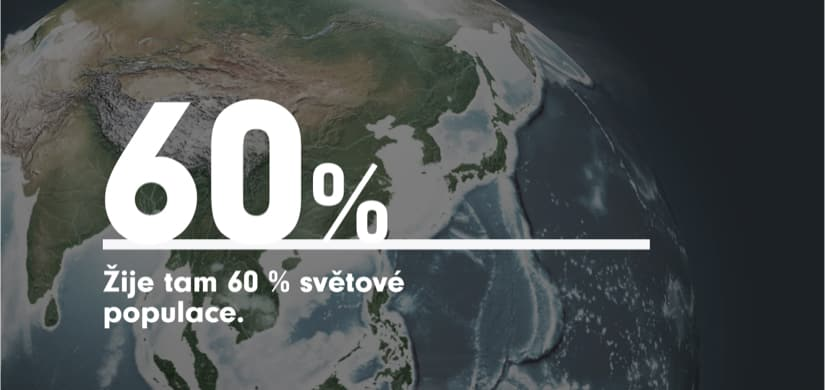 60%
Žije tam 60 % světové
populace.